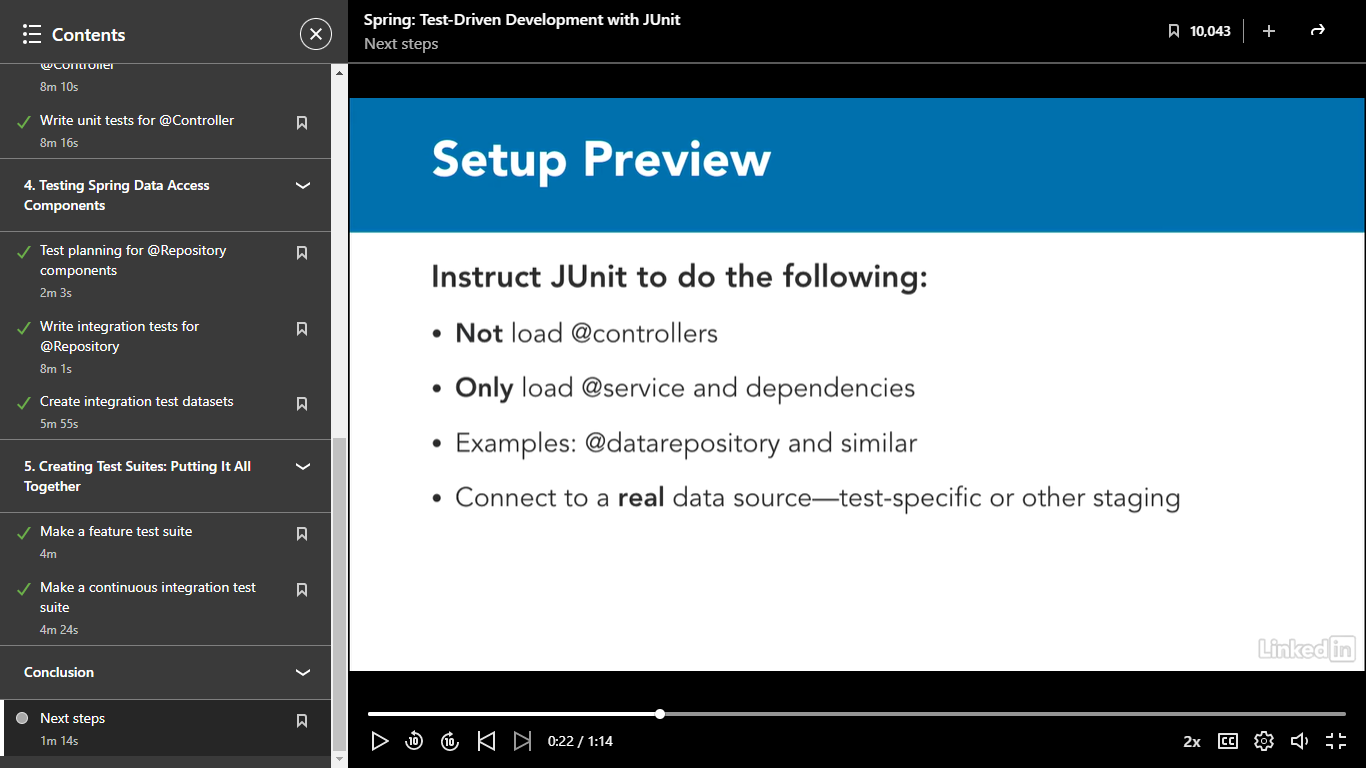 Contents
@Controller
8m 10s
Write unit tests for @Controller
8m 16s
4. Testing Spring Data Access
Components
Test planning for @Repository
components
2m 3s
Write integration tests for
@Repository
8m 1s
Create integration test datasets
5m 55s
5. Creating Test Suites: Putting It All
Together
Make a feature test suite
4m
Make a continuous integration test
suite
4m 24s
Conclusion
Next steps
1m 14s
Spring: Test-Driven Development with JUnit
Next steps
10,043
Setup Preview
Instruct JUnit to do the following:
• Not load @controllers
• Only load @service and dependencies
• Examples: @datarepository and similar
• Connect to a real data source—test-specific or other staging
LinkedIn
10
10
0:22 / 1:14
2x
CC